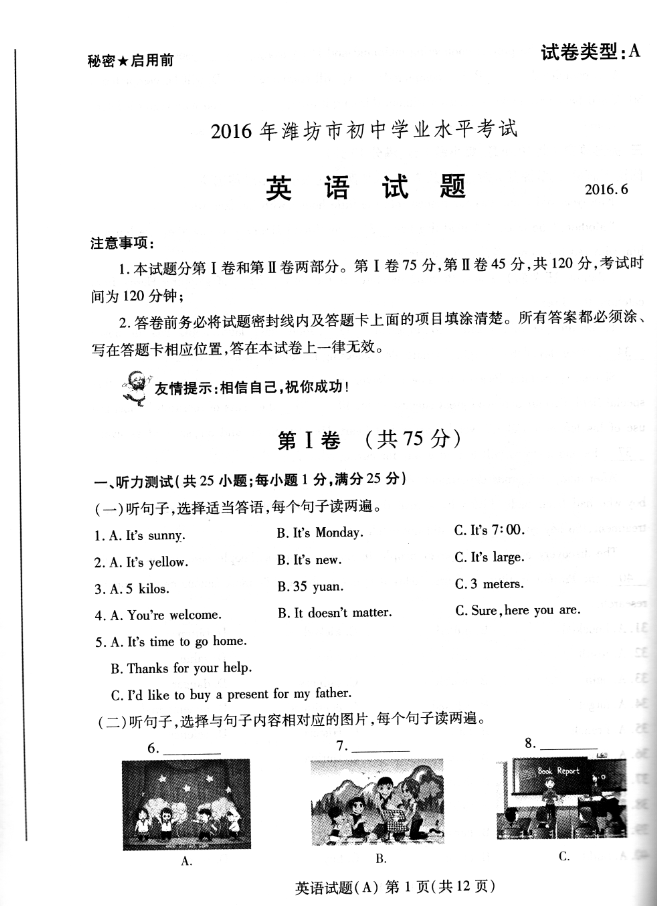 秘密★启用前
试卷类型:A
2016 年潍坊市初中学业水平考试
英 语 试 题
2016.6
注意事项:
1.本试题分第Ⅰ卷和第Ⅱ卷两部分。第Ⅰ卷75分,第Ⅱ卷45分,共120分,考试时
间为120分钟;
2.答卷前务必将试题密封线内及答题卡上面的项目填涂清楚。所有答案都必须涂、
写在答题卡相应位置,答在本试卷上一律无效。
友情提示:相信自己,祝你成功!
第Ⅰ卷 (共75分)
一、听力测试(共25小题;每小题1分,满分25分)
(一)听句子,选择适当答语,每个句子读两遍。
1. A. It's sunny. B. It's Monday. C. It's 7:00.
2. A. It's yellow. B. It's new. C. It's large.
3. A. 5 kilos. B. 35 yuan. C. 3 meters.
4. A. You're welcome. B. It doesn't matter. C. Sure, here you are.
5. A. It's time to go home.
B. Thanks for your help.
C. I'd like to buy a present for my father.
(二)听句子,选择与句子内容相对应的图片,每个句子读两遍。
6. ________ 7. ________ 8. ________
Book Report
A. B. C.
英语试题(A) 第1页(共12页)